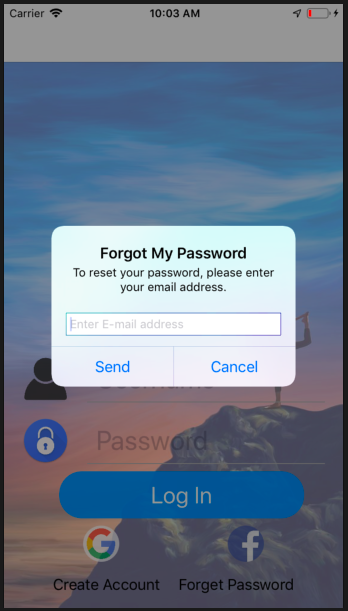 Carrier 10:03 AM
Forgot My Password
To reset your password, please enter
your email address.
Enter E-mail address
Send Cancel
Username
Password
Log In
Create Account Forget Password